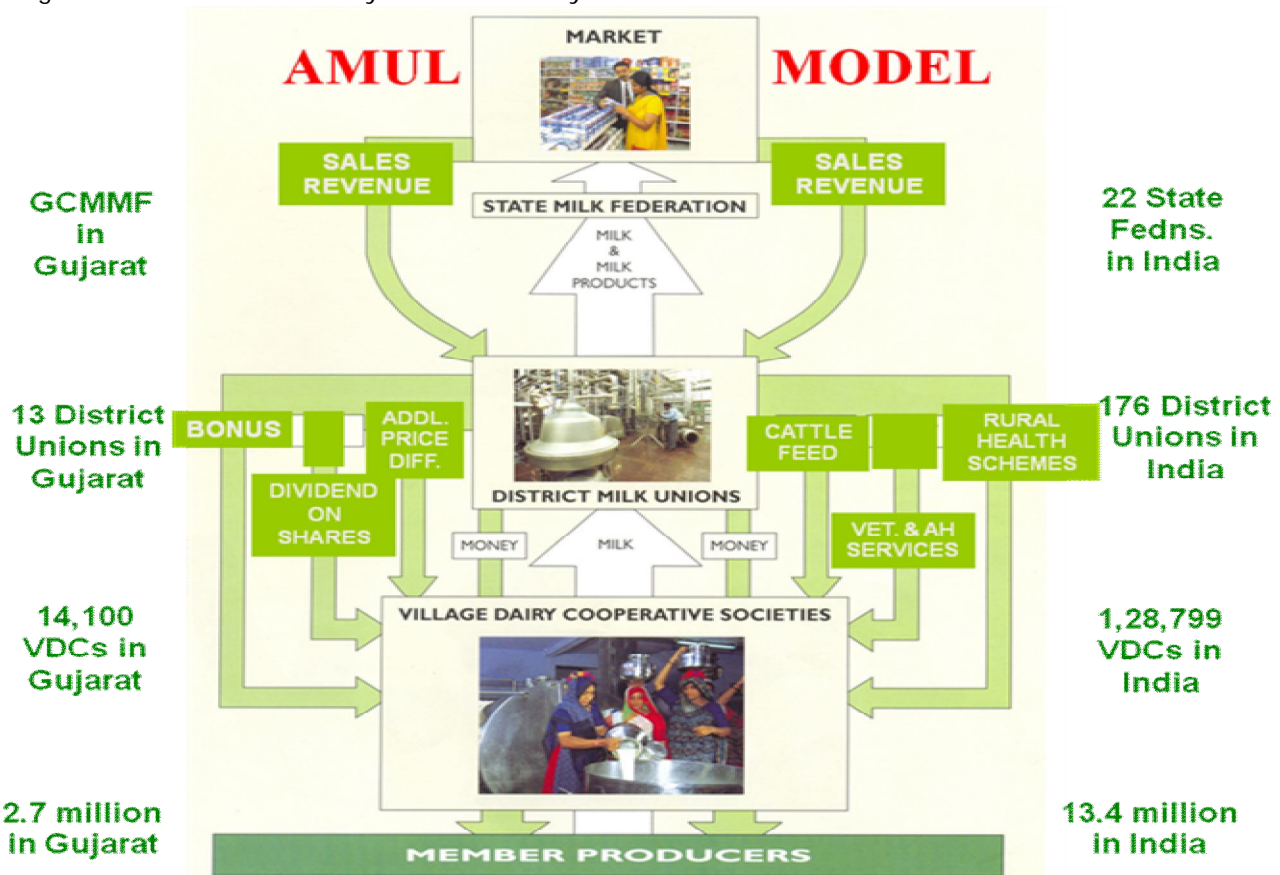 MARKET
AMUL
MODEL
SALES
REVENUE
SALES
REVENUE
GCMMF
in
Gujarat
STATE MILK FEDERATION
22 State
Fedns.
in India
MILK
&
MILK
PRODUCTS
13 District
Unions in
Gujarat
BONUS
ADDL.
PRICE
DIFF.
DIVIDEND
ON
SHARES
DISTRICT MILK UNIONS
CATTLE
FEED
RURAL
HEALTH
SCHEMES
VET. & AH
SERVICES
176 District
Unions in
India
MONEY
MILK
MONEY
14,100
VDCs in
Gujarat
VILLAGE DAIRY COOPERATIVE SOCIETIES
1,28,799
VDCs in
India
2.7 million
in Gujarat
13.4 million
in India
MEMBER PRODUCERS